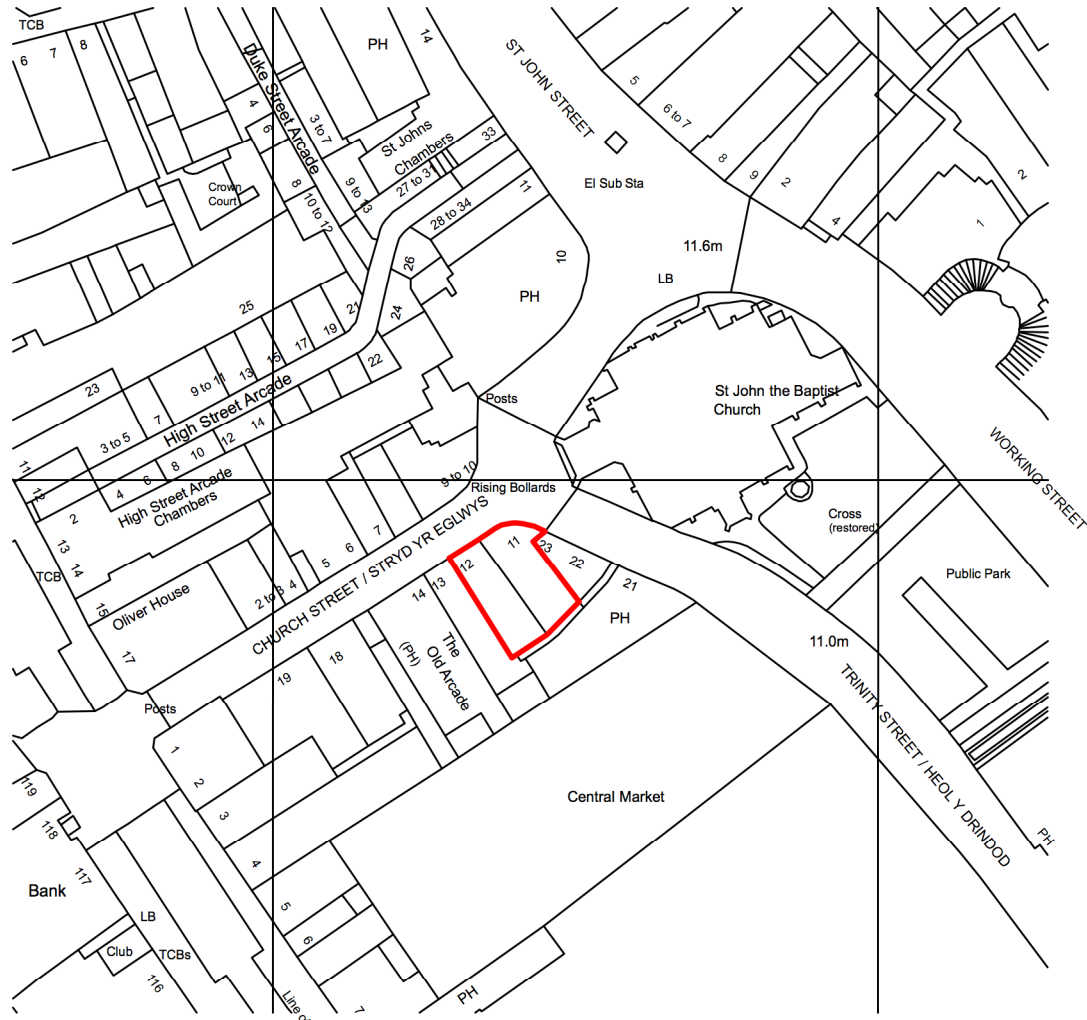 TCB
6
7
8
PH
14
ST JOHN STREET
5
6 to 7
8
9
2
4
2
1
Duke Street Arcade
4
6
8
10 to 12
3 to 7
9 to 13
St Johns
Chambers
33
27 to 31
28 to 34
11
El Sub Sta
Crown
Court
11.6m
LB
10
PH
26
24
22
25
21
19
17
15
13
9 to 11
7
3 to 5
23
High Street Arcade
11
12
2
4
6
8
10
12
14
High Street Arcade
Chambers
Posts
9 to 10
Rising Bollards
St John the Baptist
Church
WORKING STREET
Cross
(restored)
Public Park
13
14
TCB
15
17
Oliver House
2 to 3
4
5
6
7
CHURCH STREET / STRYD YR EGLWYS
11
12
13
14
23
22
21
PH
The
Old Arcade
(PH)
18
19
11.0m
TRINITY STREET / HEOL Y DRINDOD
PH
Posts
1
2
3
4
5
6
7
Central Market
119
118
117
Bank
LB
Club
TCBs
116
Line of
PH